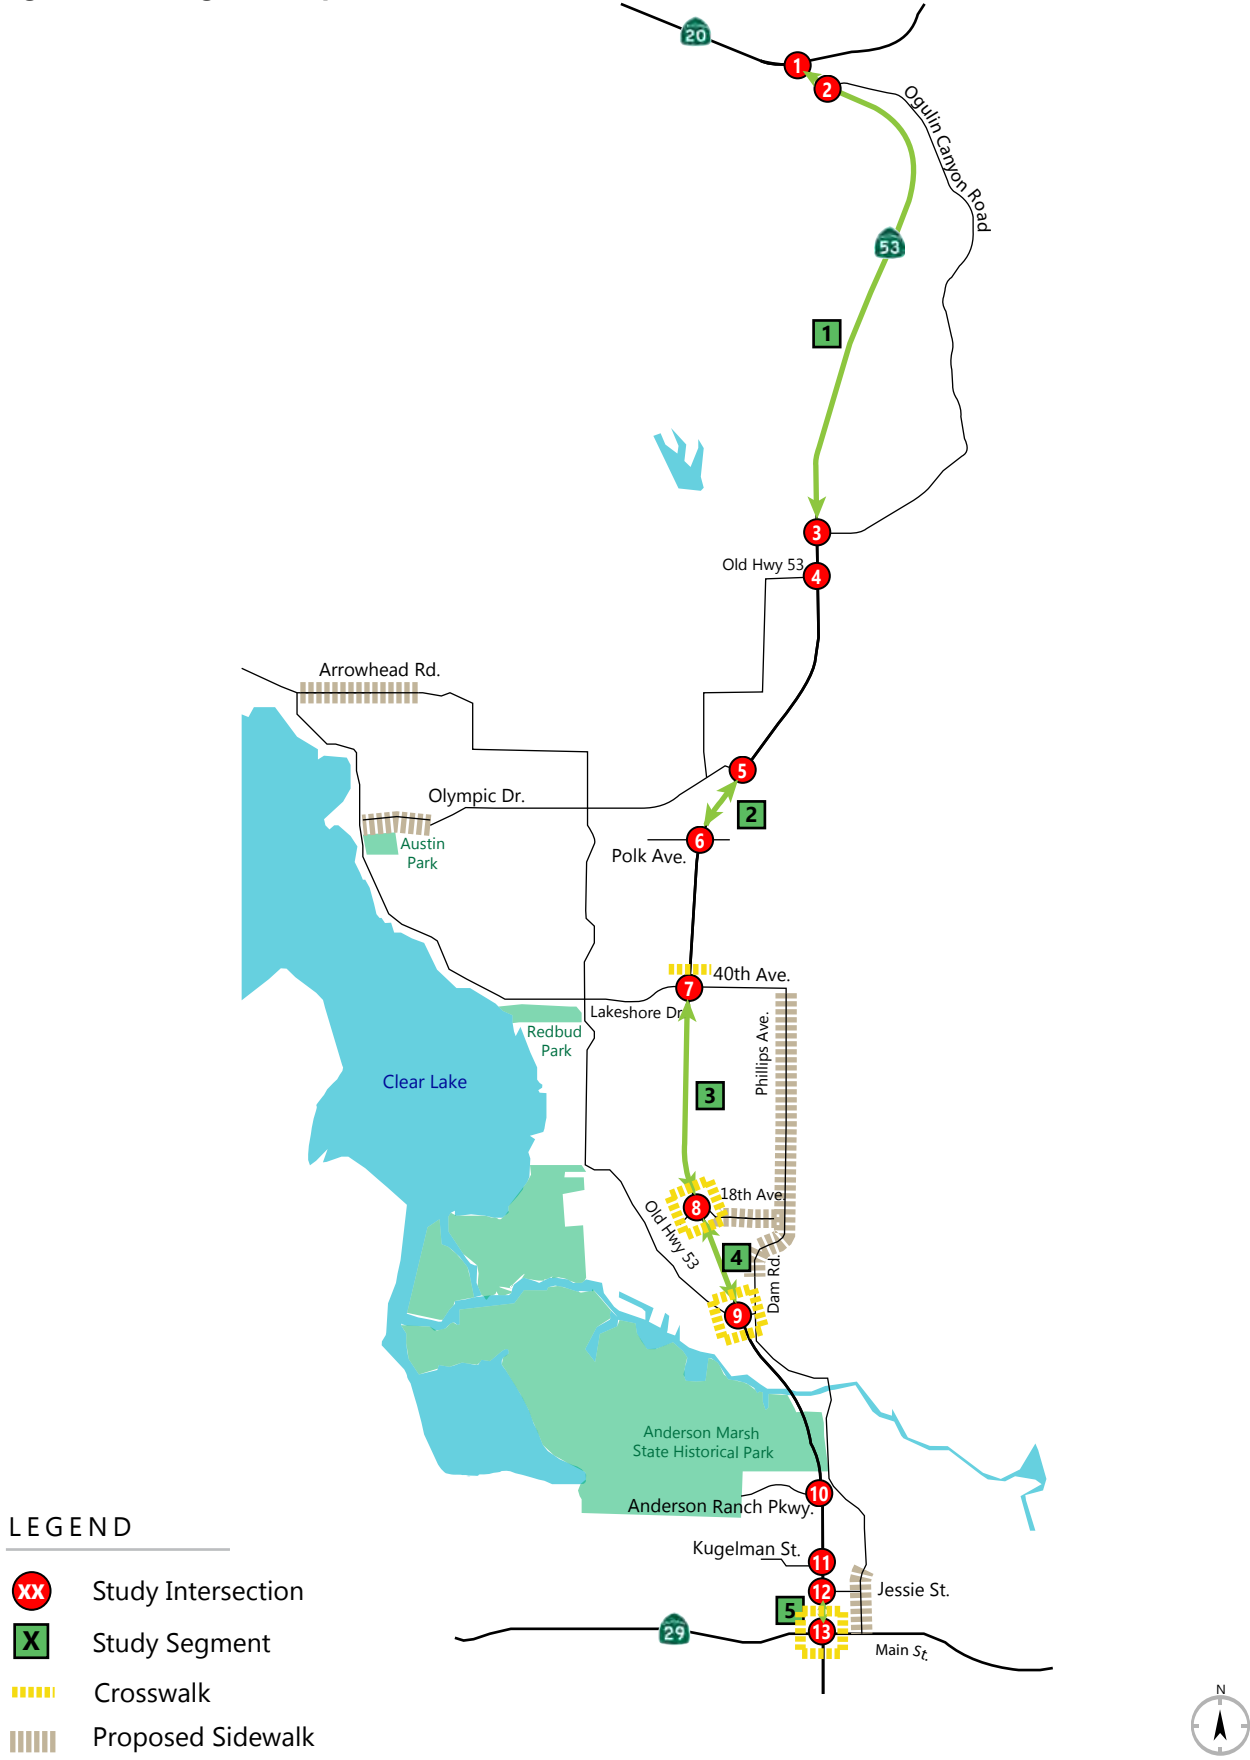 20
1
2
Ogulin Canyon Road
53
1
3
Old Hwy 53
4
Arrowhead Rd.
5
Olympic Dr.
2
6
Austin
Park
Polk Ave.
40th Ave.
7
Lakeshore Dr
Redbud
Park
Phillips Ave.
Clear Lake
3
18th Ave.
8
Old Hwy 53
4
Dam Rd.
9
Anderson Marsh
State Historical Park
10
Anderson Ranch Pkwy.
Kugelman St.
11
12
Jessie St.
5
13
29
Main St.
LEGEND
XX Study Intersection
X Study Segment
Crosswalk
Proposed Sidewalk
N